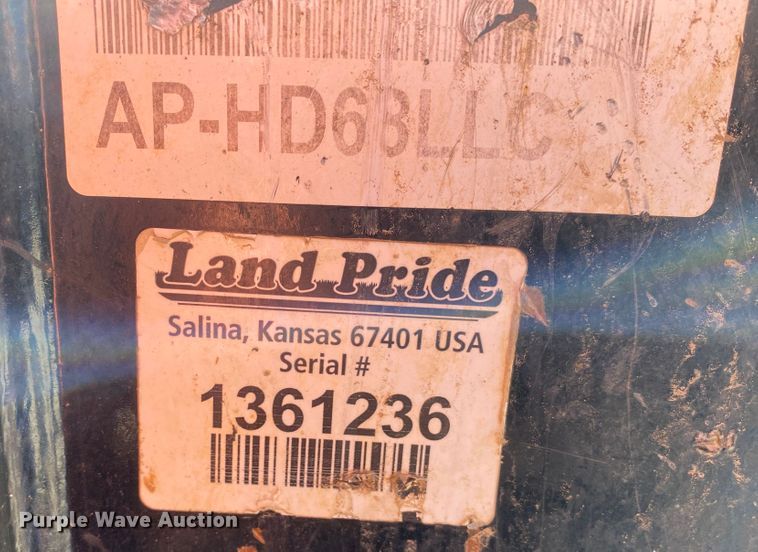 AP-HD68LLC
Land Pride
Salina, Kansas 67401 USA
Serial #
1361236
Purple Wave Auction